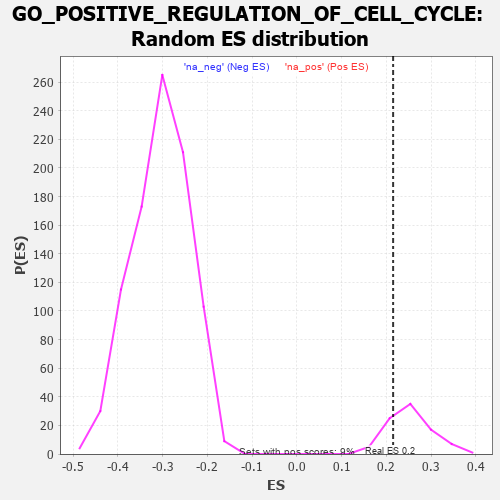 GO_POSITIVE_REGULATION_OF_CELL_CYCLE:
Random ES distribution
'na_neg' (Neg ES) 'na_pos' (Pos ES)
260
240
220
200
180
160
140
120
100
80
60
40
20
0
P(ES)
Sets with pos scores: 9%
Real ES 0.2
-0.5 -0.4 -0.3 -0.2 -0.1 0.0 0.1 0.2 0.3 0.4
ES